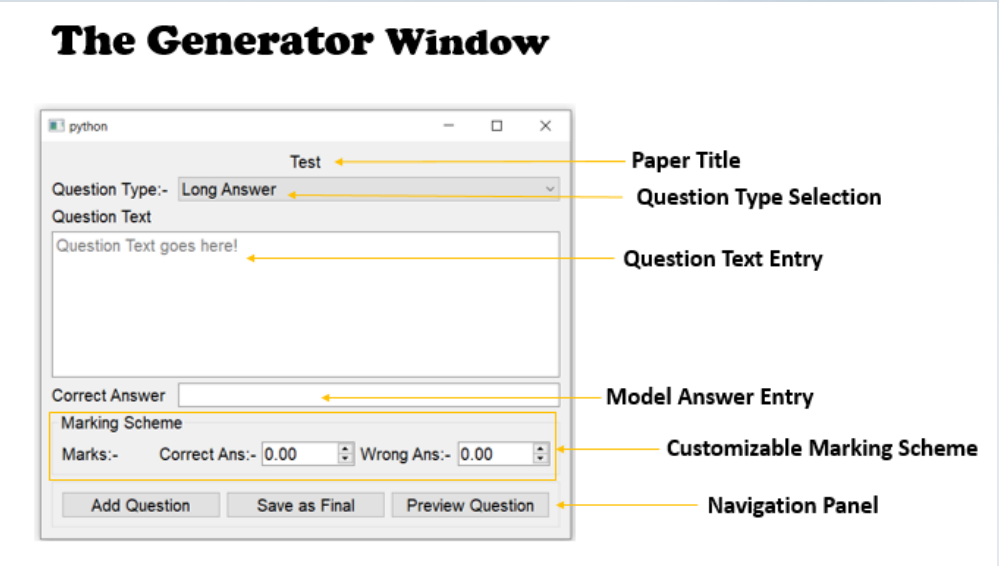 The Generator Window
python
Test
Paper Title
Question Type:- Long Answer
Question Type Selection
Question Text
Question Text goes here!
Question Text Entry
Correct Answer
Model Answer Entry
Marking Scheme
Marks:- Correct Ans:- 0.00 Wrong Ans:- 0.00
Customizable Marking Scheme
Add Question Save as Final Preview Question
Navigation Panel